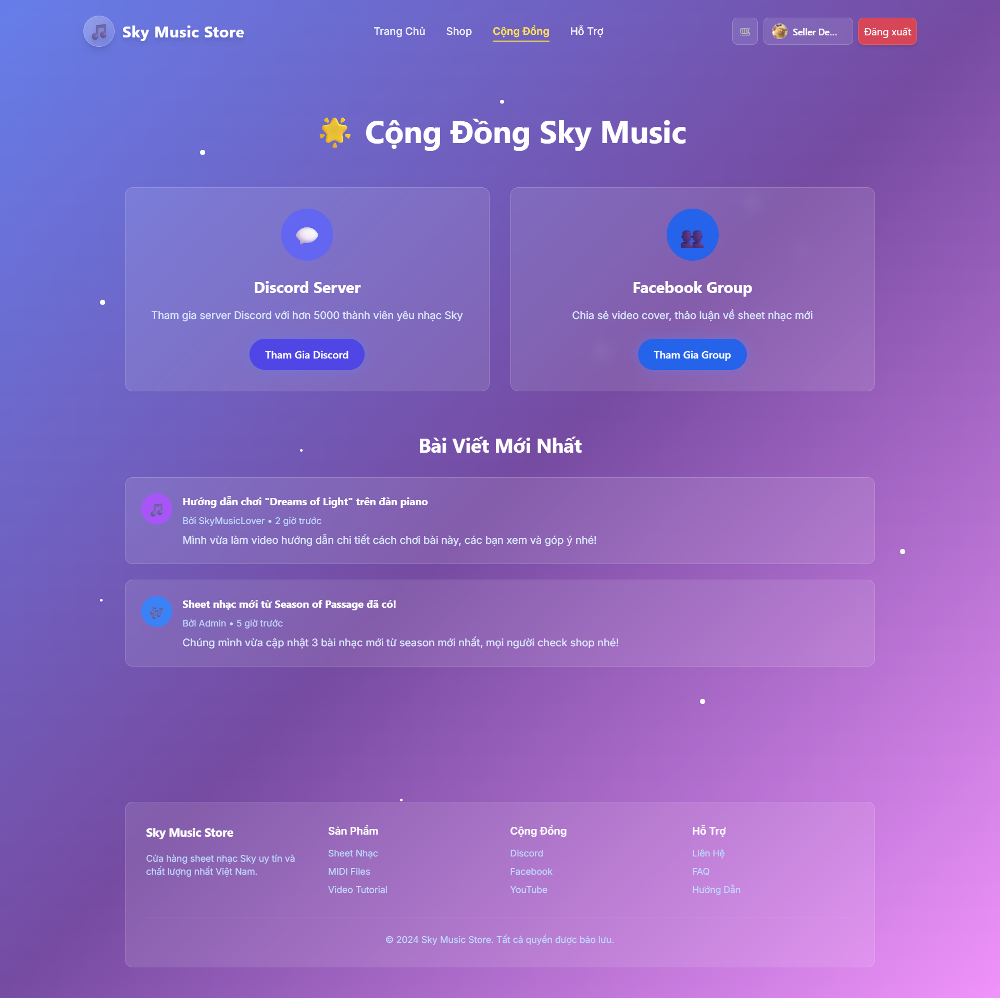 Sky Music Store
Trang Chủ
Shop
Cộng Đồng
Hỗ Trợ
Seller De...
Đăng xuất
Cộng Đồng Sky Music
Discord Server
Tham gia server Discord với hơn 5000 thành viên yêu nhạc Sky
Tham Gia Discord
Facebook Group
Chia sẻ video cover, thảo luận về sheet nhạc mới
Tham Gia Group
Bài Viết Mới Nhất
Hướng dẫn chơi "Dreams of Light" trên đàn piano
Bởi SkyMusicLover • 2 giờ trước
Mình vừa làm video hướng dẫn chi tiết cách chơi bài này, các bạn xem và góp ý nhé!
Sheet nhạc mới từ Season of Passage đã có!
Bởi Admin • 5 giờ trước
Chúng mình vừa cập nhật 3 bài nhạc mới từ season mới nhất, mọi người check shop nhé!
Sky Music Store
Cửa hàng sheet nhạc Sky uy tín và
chất lượng nhất Việt Nam.
Sản Phẩm
Sheet Nhạc
MIDI Files
Video Tutorial
Cộng Đồng
Discord
Facebook
YouTube
Hỗ Trợ
Liên Hệ
FAQ
Hướng Dẫn
© 2024 Sky Music Store. Tất cả quyền được bảo lưu.